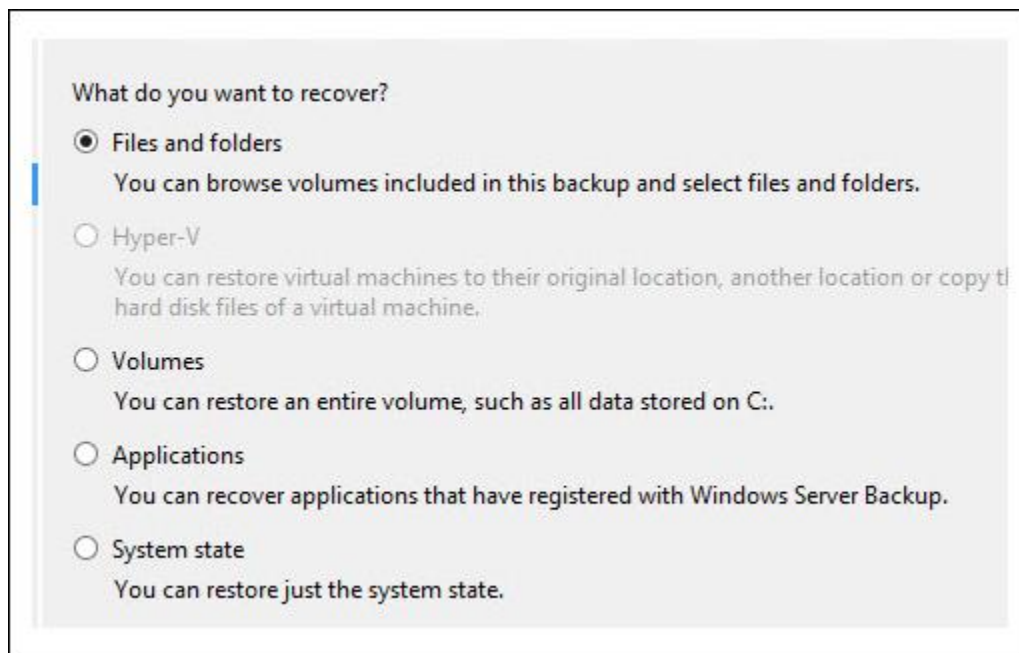 What do you want to recover?
Files and folders
You can browse volumes included in this backup and select files and folders.
Hyper-V
You can restore virtual machines to their original location, another location or copy
hard disk files of a virtual machine.
Volumes
You can restore an entire volume, such as all data stored on C:.
Applications
You can recover applications that have registered with Windows Server Backup.
System state
You can restore just the system state.